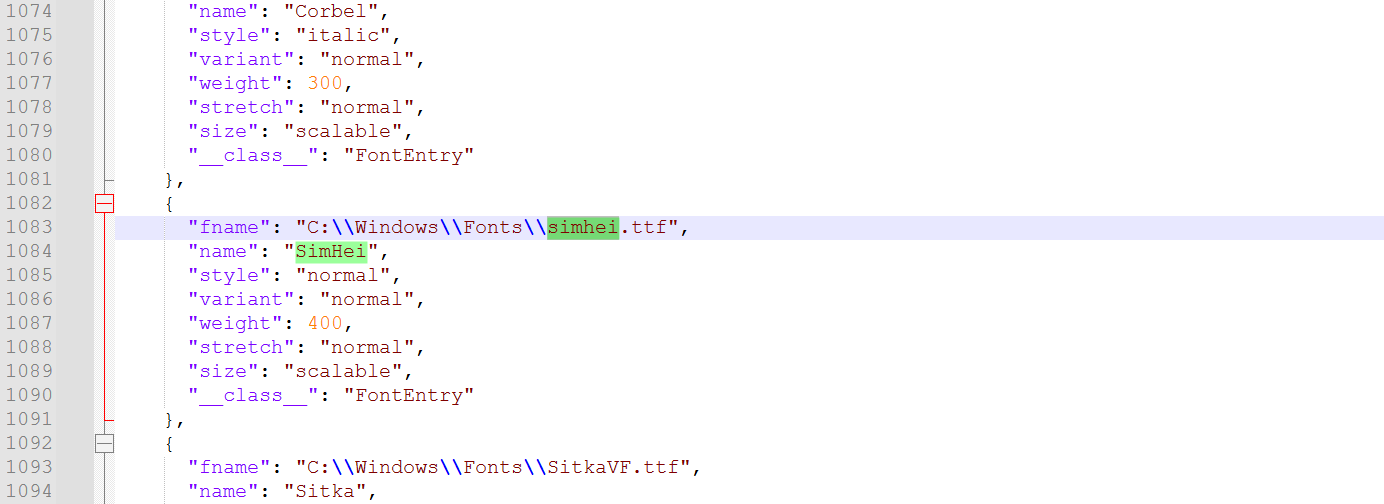 1074 "name": "Corbel",
1075 "style": "italic",
1076 "variant": "normal",
1077 "weight": 300,
1078 "stretch": "normal",
1079 "size": "scalable",
1080 "__class__": "FontEntry"
1081 },
1082 {
1083 "fname": "C:\\Windows\\Fonts\\simhei.ttf",
1084 "name": "SimHei",
1085 "style": "normal",
1086 "variant": "normal",
1087 "weight": 400,
1088 "stretch": "normal",
1089 "size": "scalable",
1090 "__class__": "FontEntry"
1091 },
1092 {
1093 "fname": "C:\\Windows\\Fonts\\SitkaVF.ttf",
1094 "name": "Sitka",